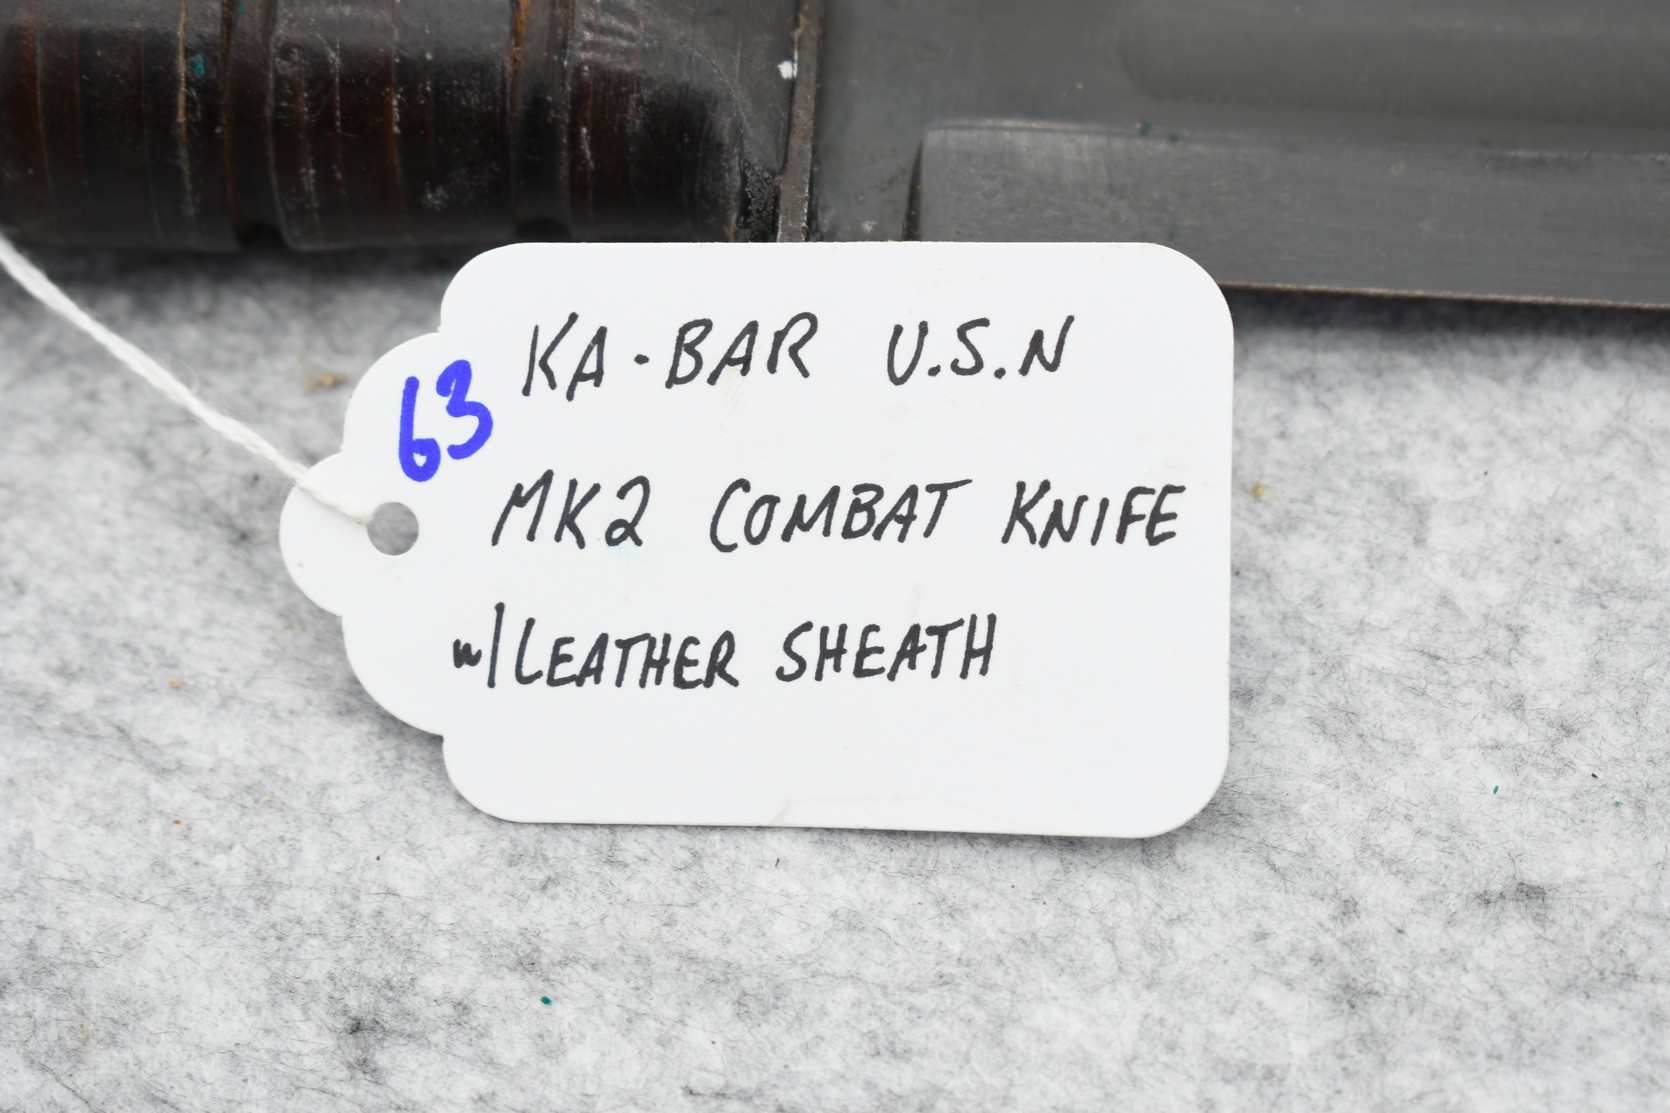 63
KA-BAR U.S.N
MK2 COMBAT KNIFE
w/LEATHER SHEATH